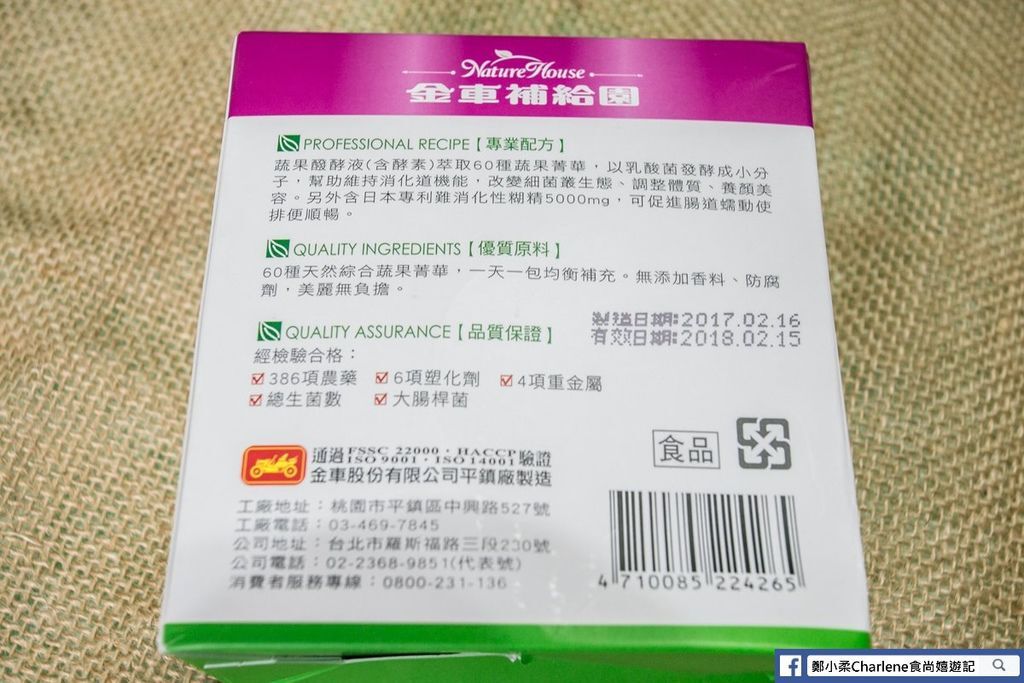 Nature House
金車補給園
PROFESSIONAL RECIPE【專業配方】
蔬果醱酵液(含酵素)萃取60種蔬果菁華，以乳酸菌發酵成小分
子，幫助維持消化道機能，改變細菌叢生態、調整體質、養顏美
容。另外含日本專利難消化性糊精5000mg，可促進腸道蠕動使
排便順暢。
QUALITY INGREDIENTS【優質原料】
60種天然綜合蔬果菁華，一天一包均衡補充。無添加香料、防腐
劑，美麗無負擔。
製造日期:2017.02.16
有效日期:2018.02.15
QUALITY ASSURANCE【品質保證】
經檢驗合格：
386項農藥 6項塑化劑 4項重金屬
總生菌數 大腸桿菌
食品
通過FSSC 22000．HACCP
ISO 9001．ISO 14001驗證
金車股份有限公司平鎮廠製造
工廠地址：桃園市平鎮區中興路527號
工廠電話：03-469-7845
公司地址：台北市羅斯福路三段230號
公司電話：02-2368-9851(代表號)
消費者服務專線：0800-231-136
4 710085 224265
鄭小柔Charlene食尚嬉遊記